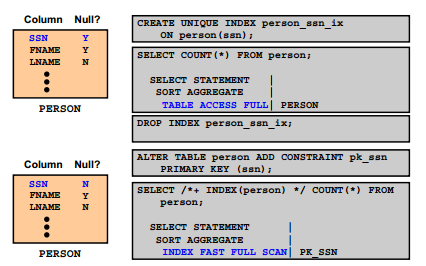 Column Null?
SSN Y
FNAME Y
LNAME N
PERSON
CREATE UNIQUE INDEX person_ssn_ix
ON person(ssn);
SELECT COUNT(*) FROM person;
SELECT STATEMENT |
SORT AGGREGATE |
TABLE ACCESS FULL| PERSON
DROP INDEX person_ssn_ix;
Column Null?
SSN N
FNAME Y
LNAME N
PERSON
ALTER TABLE person ADD CONSTRAINT pk_ssn
PRIMARY KEY (ssn);
SELECT /*+ INDEX(person) */ COUNT(*) FROM
person;
SELECT STATEMENT |
SORT AGGREGATE |
INDEX FAST FULL SCAN| PK_SSN